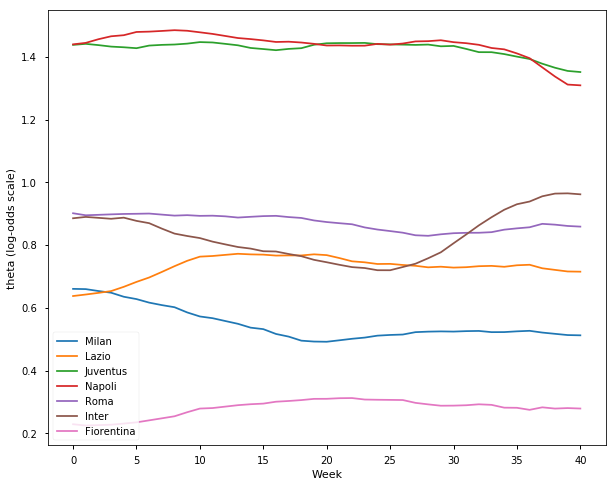 theta (log-odds scale)
1.4
1.2
1.0
0.8
0.6
0.4
0.2
Milan
Lazio
Juventus
Napoli
Roma
Inter
Fiorentina
0 5 10 15 20 25 30 35 40
Week